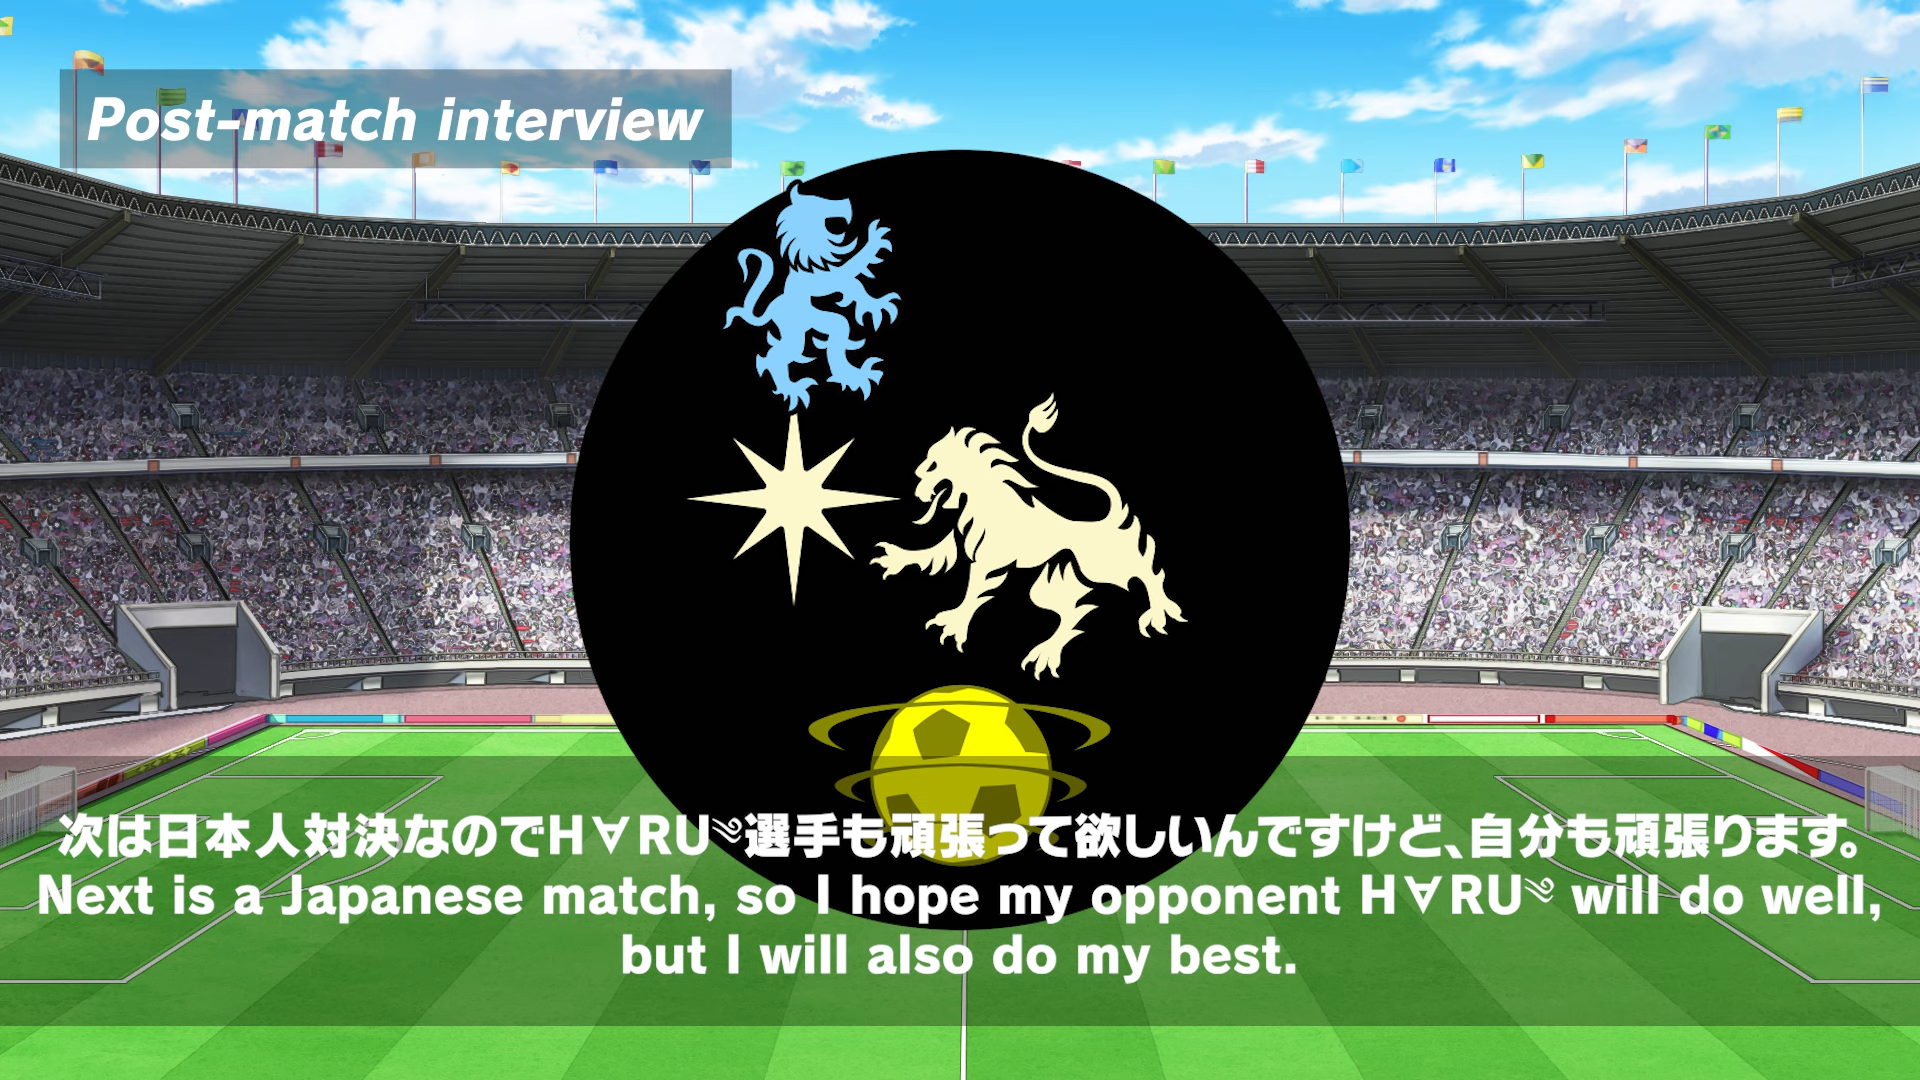 Post-match interview
次は日本人対決なのでH∀RU༄選手も頑張って欲しいんですけど、自分も頑張ります。
Next is a Japanese match, so I hope my opponent H∀RU༄ will do well,
but I will also do my best.